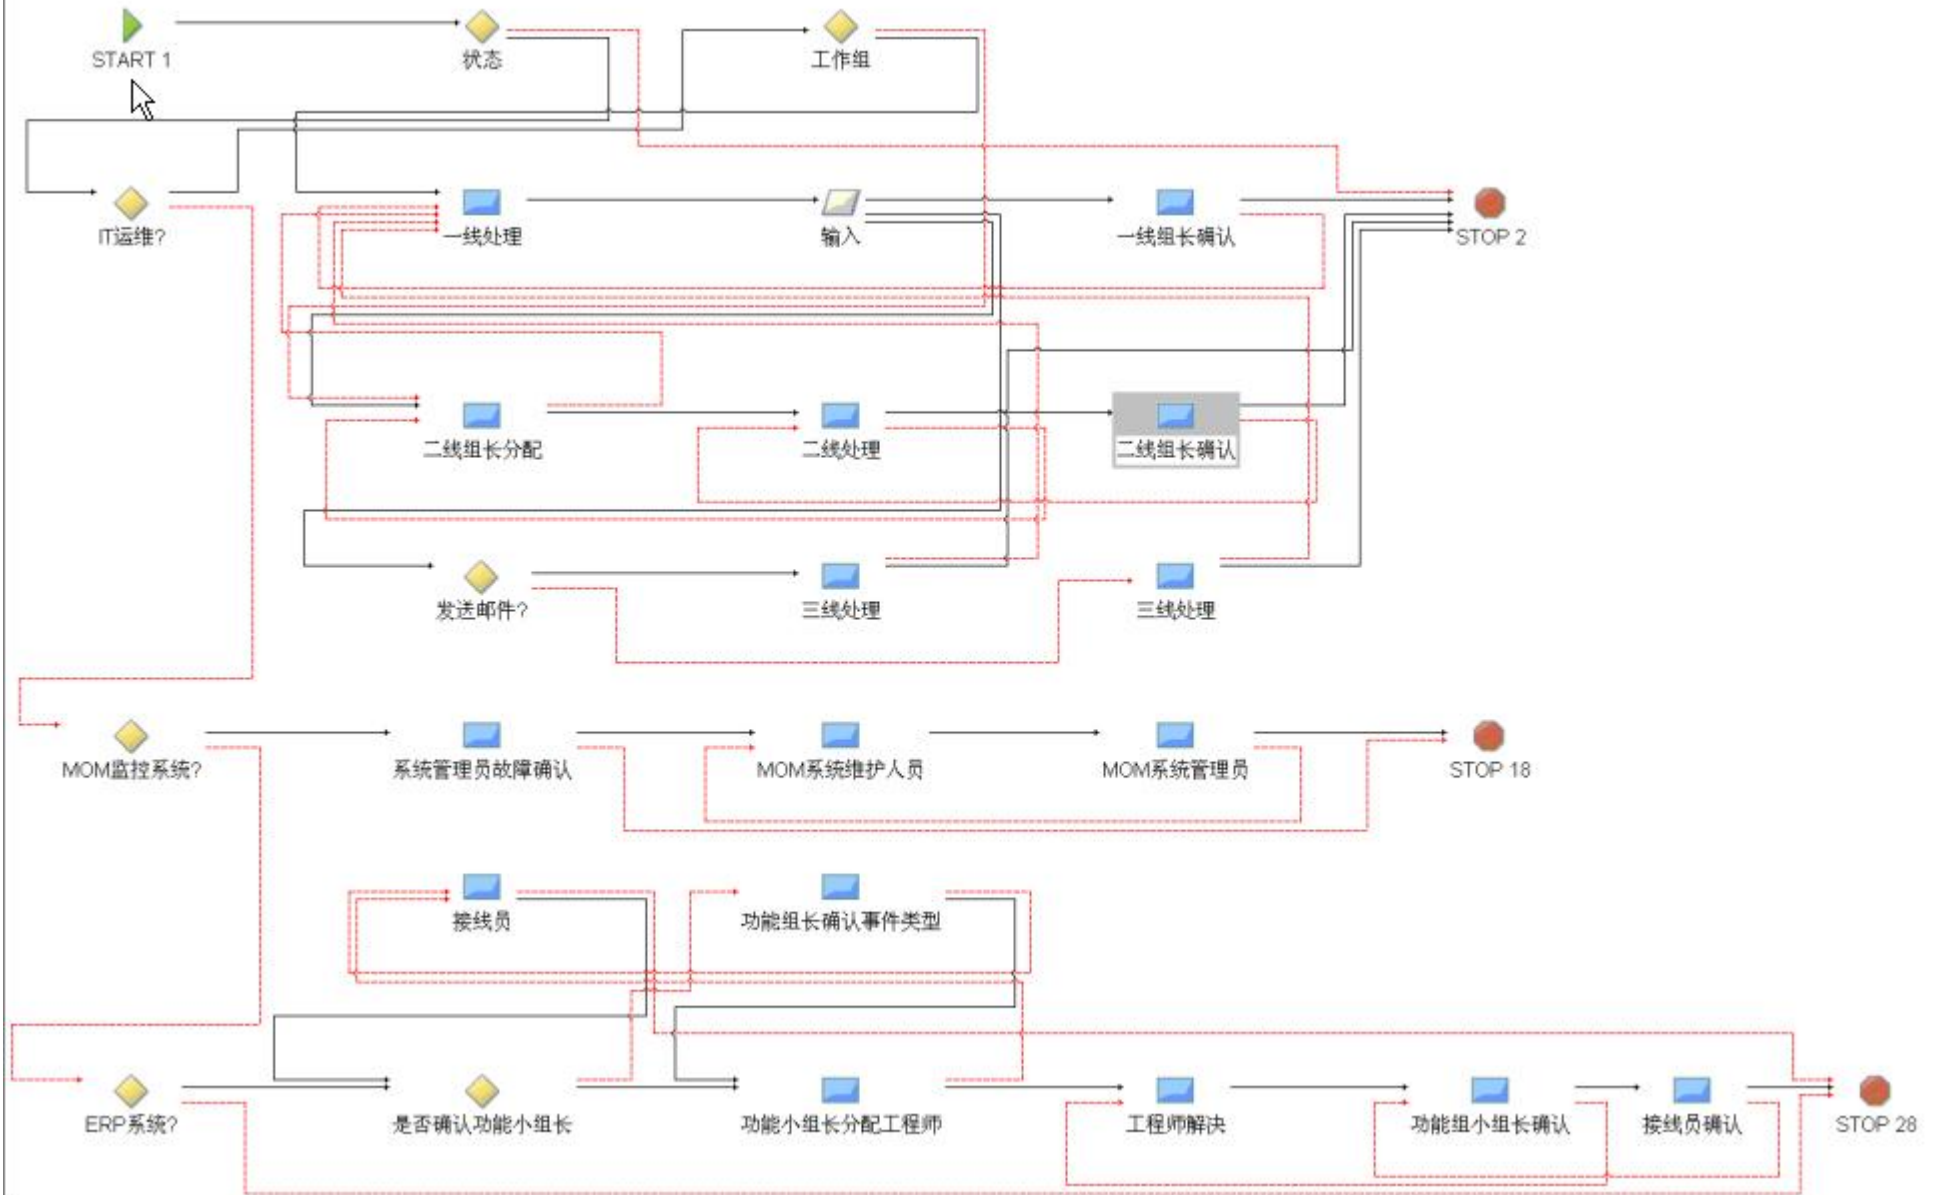 START 1
状态
工作组
IT运维?
一线处理
输入
一线组长确认
STOP 2
二线组长分配
二线处理
二线组长确认
发送邮件?
三线处理
三线处理
MOM监控系统?
系统管理员故障确认
MOM系统维护人员
MOM系统管理员
STOP 18
接线员
功能组长确认事件类型
ERP系统?
是否确认功能小组长
功能小组长分配工程师
工程师解决
功能组小组长确认
接线员确认
STOP 28